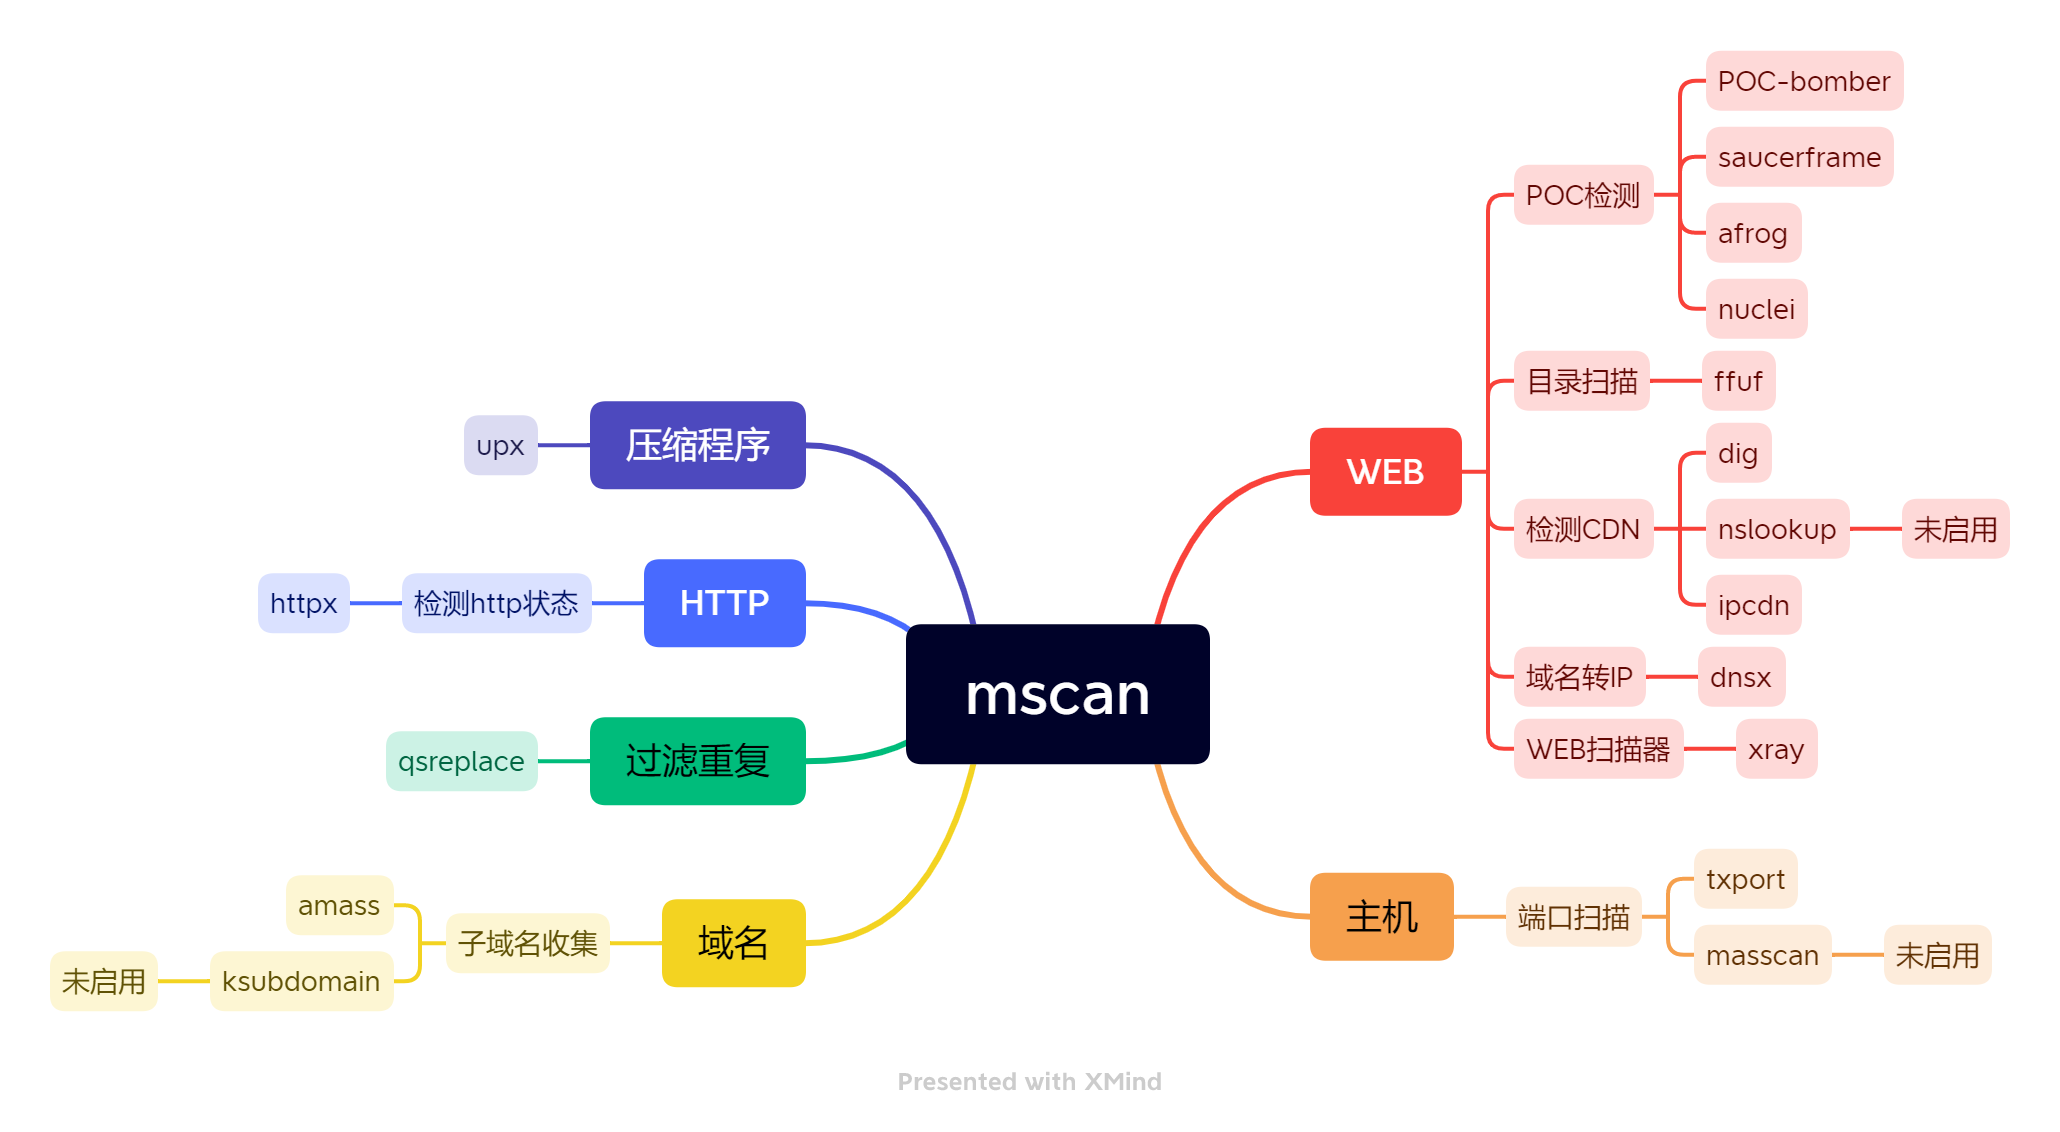 mscan
WEB
POC检测
POC-bomber
saucerframe
afrog
nuclei
目录扫描
ffuf
检测CDN
dig
nslookup
未启用
ipcdn
域名转IP
dnsx
WEB扫描器
xray
主机
端口扫描
txport
masscan
未启用
压缩程序
upx
HTTP
检测http状态
httpx
过滤重复
qsreplace
域名
子域名收集
amass
ksubdomain
未启用
Presented with XMind